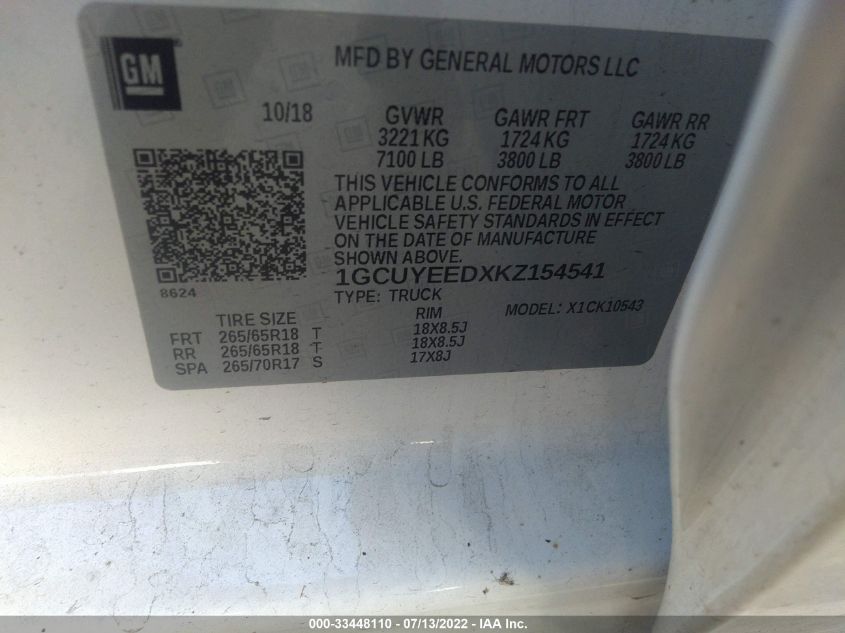 GM
MFD BY GENERAL MOTORS LLC
10/18 GVWR GAWR FRT GAWR RR
3221 KG 1724 KG 1724 KG
7100 LB 3800 LB 3800 LB
THIS VEHICLE CONFORMS TO ALL
APPLICABLE U.S. FEDERAL MOTOR
VEHICLE SAFETY STANDARDS IN EFFECT
ON THE DATE OF MANUFACTURE
SHOWN ABOVE.
8624
1GCUYEEDXKZ154541
TYPE: TRUCK
MODEL: X1CK10543
TIRE SIZE RIM
FRT 265/65R18 T 18X8.5J
RR 265/65R18 T 18X8.5J
SPA 265/70R17 S 17X8J
000-33448110 - 07/13/2022 - IAA Inc.